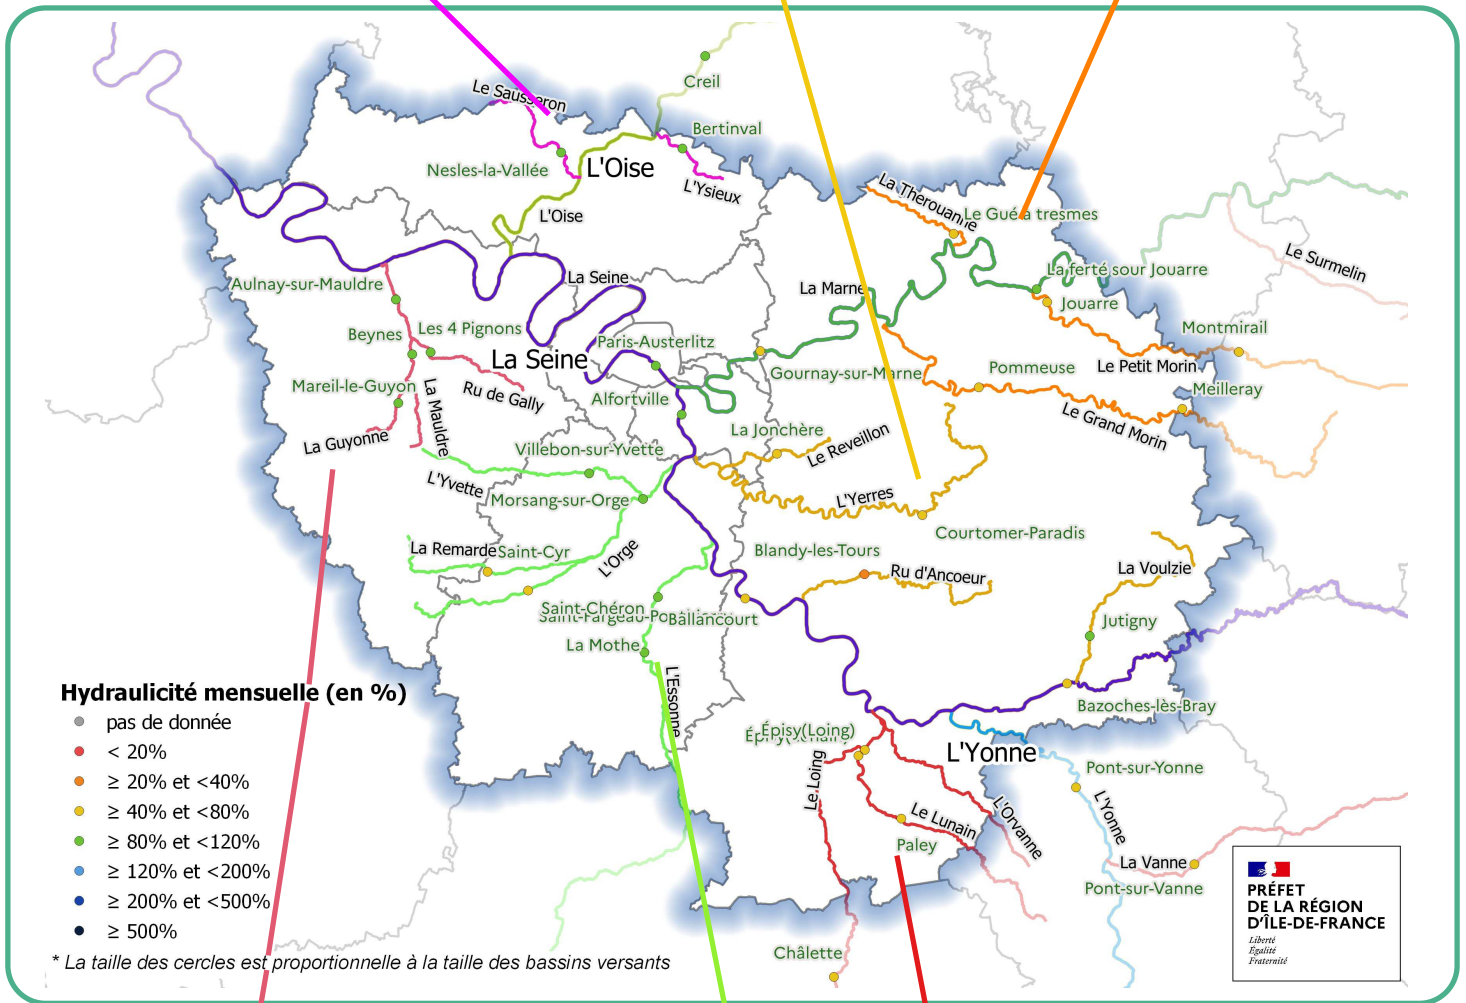 Creil
Le Sausseron
Bertinval
Nesles-la-Vallée
L'Oise
L'Ysieux
La Therouanne
L'Oise
Le Gué à tresmes
Le Surmelin
La Seine
La ferté sour Jouarre
Aulnay-sur-Mauldre
La Marne
Jouarre
Beynes
Les 4 Pignons
Paris-Austerlitz
Montmirail
La Seine
Le Petit Morin
Gournay-sur-Marne
Pommeuse
Mareil-le-Guyon
Ru de Gally
Meilleray
Alfortville
La Mauldre
La Jonchère
Le Grand Morin
La Guyonne
Villebon-sur-Yvette
Le Reveillon
L'Yvette
Morsang-sur-Orge
L'Yerres
Courtomer-Paradis
La Remarde
Saint-Cyr
L'Orge
Blandy-les-Tours
Ru d'Ancoeur
La Voulzie
Saint-Chéron
Ballancourt
Jutigny
La Mothe
L'Essonne
Bazoches-lès-Bray
Épisy(Loing)
L'Yonne
Pont-sur-Yonne
Le Loing
L'Yonne
L'Orvanne
Le Lunain
Paley
La Vanne
Pont-sur-Vanne
Châlette
Hydraulicité mensuelle (en %)
pas de donnée
< 20%
≥ 20% et <40%
≥ 40% et <80%
≥ 80% et <120%
≥ 120% et <200%
≥ 200% et <500%
≥ 500%
* La taille des cercles est proportionnelle à la taille des bassins versants
PRÉFET
DE LA RÉGION
D'ÎLE-DE-FRANCE
Liberté
Égalité
Fraternité